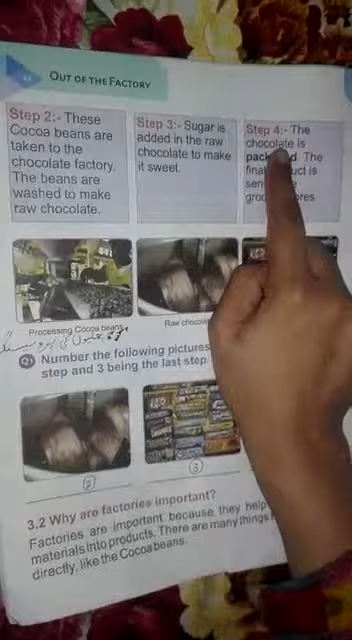 OUT OF THE FACTORY
Step 2:- These
Cocoa beans are
taken to the
chocolate factory.
The beans are
washed to make
raw chocolate.
Step 3:- Sugar is
added in the raw
chocolate to make
it sweet
Step 4:- The
chocolate is
The
is
Processing Cocoa beans
Raw
Q1 Number the following pictures
step and 3 being the last step.
2
3
3.2 Why are factories important?
Factories are important because they help
materials into products. There are many things
directly, like the Cocoa beans.